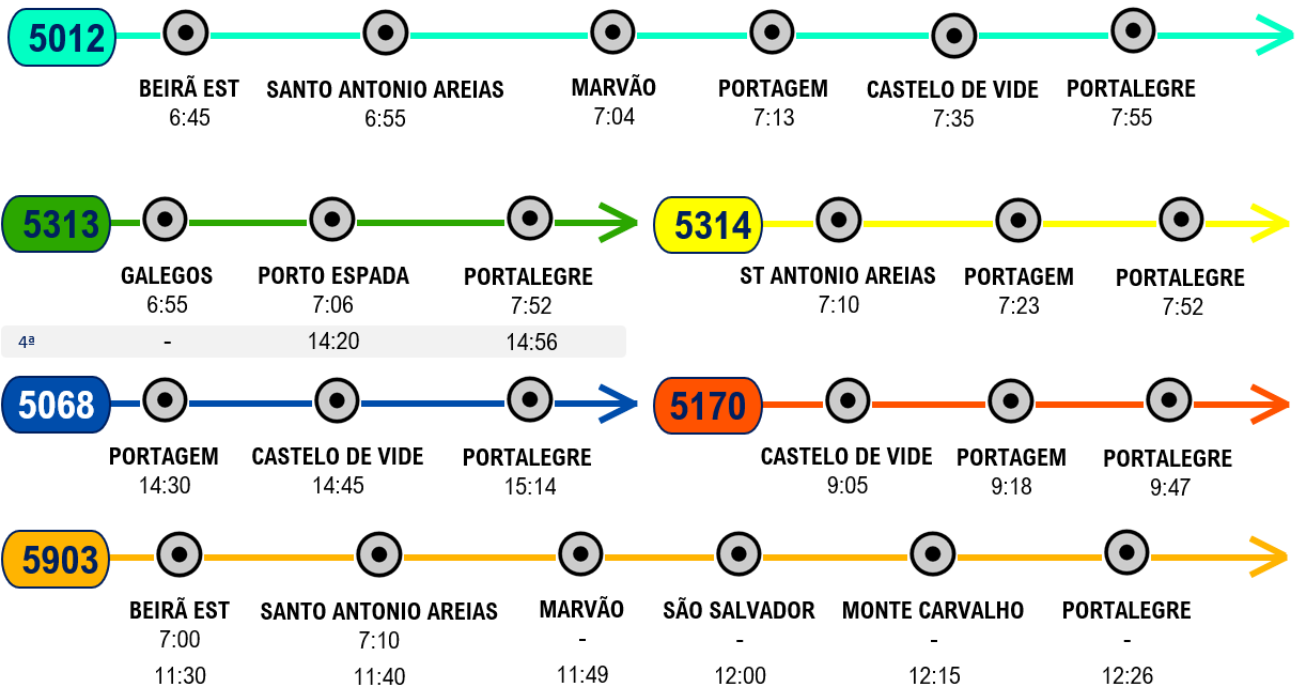 5012
BEIRÃ EST SANTO ANTONIO AREIAS MARVÃO PORTAGEM CASTELO DE VIDE PORTALEGRE
6:45 6:55 7:04 7:13 7:35 7:55
5313
GALEGOS PORTO ESPADA PORTALEGRE
6:55 7:06 7:52
4ª - 14:20 14:56
5314
ST ANTONIO AREIAS PORTAGEM PORTALEGRE
7:10 7:23 7:52
5068
PORTAGEM CASTELO DE VIDE PORTALEGRE
14:30 14:45 15:14
5170
CASTELO DE VIDE PORTAGEM PORTALEGRE
9:05 9:18 9:47
5903
BEIRÃ EST SANTO ANTONIO AREIAS MARVÃO SÃO SALVADOR MONTE CARVALHO PORTALEGRE
7:00 7:10 - - - -
11:30 11:40 11:49 12:00 12:15 12:26